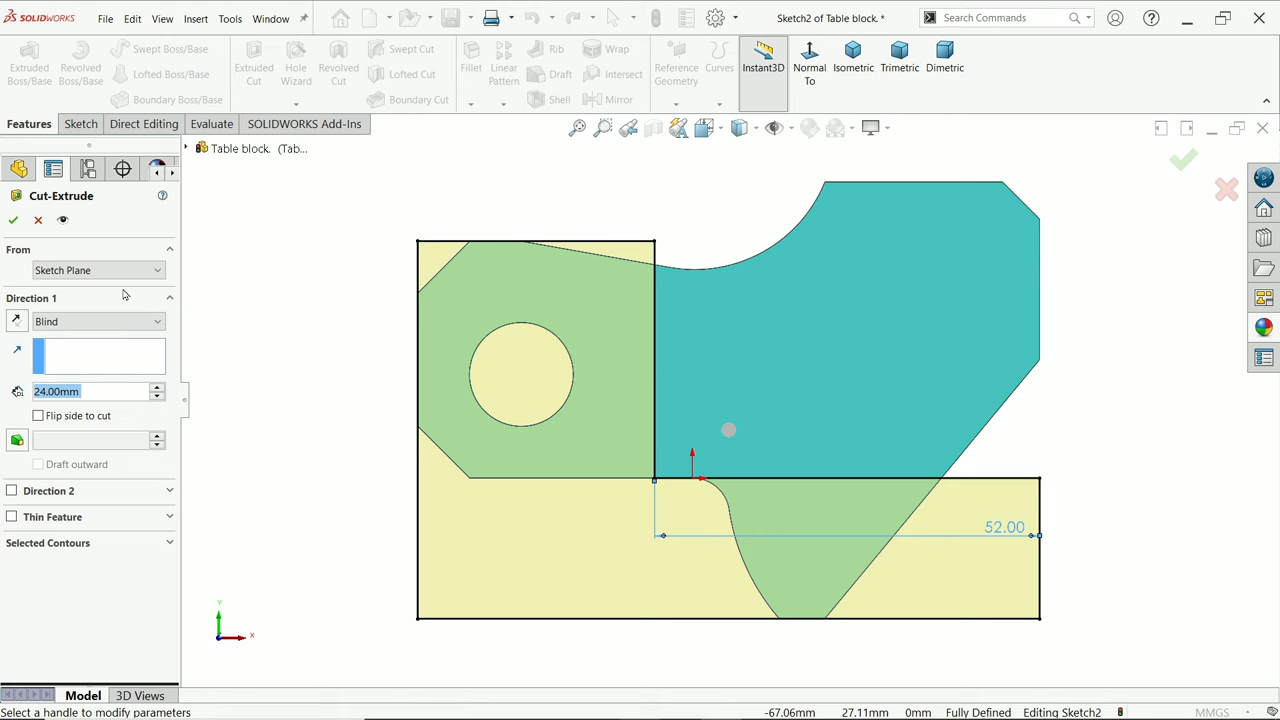 SOLIDWORKS File Edit View Insert Tools Window Sketch2 of Table block. * Search Commands
Extruded Boss/Base
Revolved Boss/Base
Swept Boss/Base
Lofted Boss/Base
Boundary Boss/Base
Extruded Cut
Hole Wizard
Revolved Cut
Swept Cut
Lofted Cut
Boundary Cut
Fillet
Linear Pattern
Rib
Draft
Shell
Wrap
Intersect
Mirror
Reference Geometry
Curves
Instant3D
Normal To
Isometric
Trimetric
Dimetric
Features Sketch Direct Editing Evaluate SOLIDWORKS Add-Ins
Table block. (Tab...
Cut-Extrude
From
Sketch Plane
Direction 1
Blind
24.00mm
Flip side to cut
Draft outward
Direction 2
Thin Feature
Selected Contours
52.00
Y
X
Model 3D Views
Select a handle to modify parameters -67.06mm 27.11mm 0mm Fully Defined Editing Sketch2 MMGS